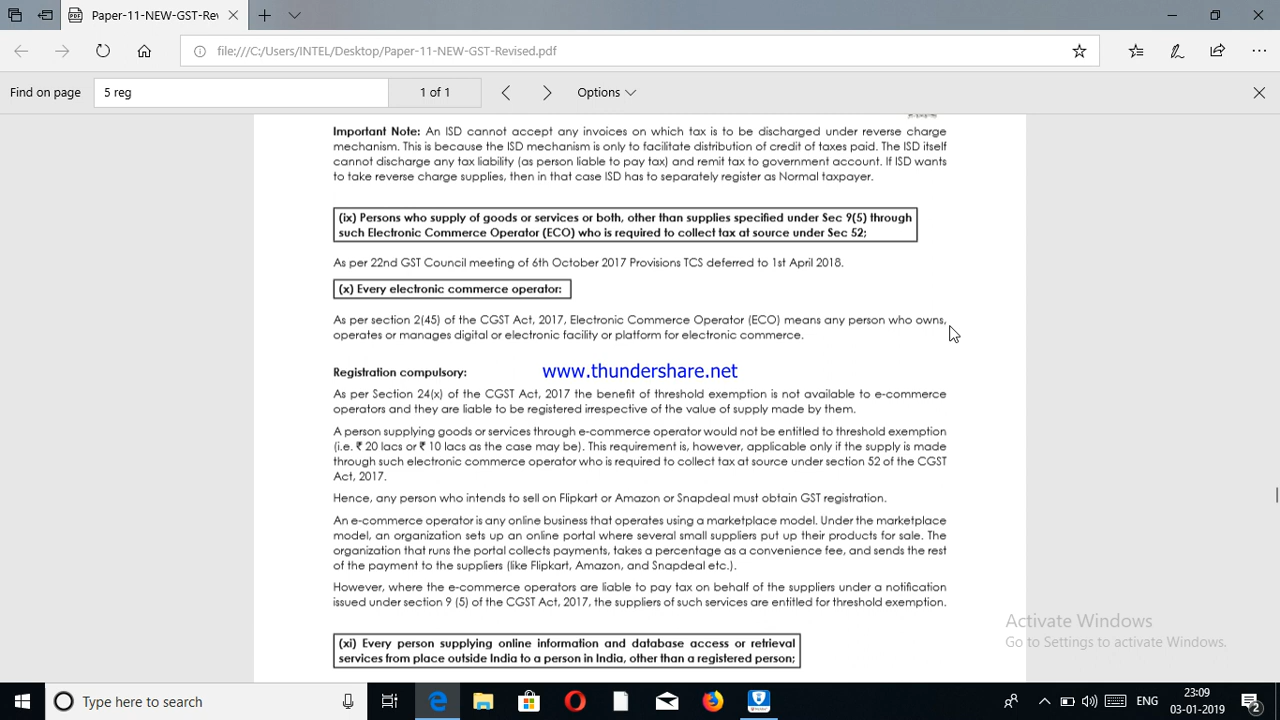 Paper-11-NEW-GST-Rev
file:///C:/Users/INTEL/Desktop/Paper-11-NEW-GST-Revised.pdf
Find on page 5 reg 1 of 1 Options
Important Note: An ISD cannot accept any invoices on which tax is to be discharged under reverse charge
mechanism. This is because the ISD mechanism is only to facilitate distribution of credit of taxes paid. The ISD itself
cannot discharge any tax liability (as person liable to pay tax) and remit tax to government account. If ISD wants
to take reverse charge supplies, then in that case ISD has to separately register as Normal taxpayer.
(ix) Persons who supply of goods or services or both, other than supplies specified under Sec 9(5) through
such Electronic Commerce Operator (ECO) who is required to collect tax at source under Sec 52;
As per 22nd GST Council meeting of 6th October 2017 Provisions TCS deferred to 1st April 2018.
(x) Every electronic commerce operator:
As per section 2(45) of the CGST Act, 2017, Electronic Commerce Operator (ECO) means any person who owns,
operates or manages digital or electronic facility or platform for electronic commerce.
Registration compulsory:
www.thundershare.net
As per Section 24(x) of the CGST Act, 2017 the benefit of threshold exemption is not available to e-commerce
operators and they are liable to be registered irrespective of the value of supply made by them.
A person supplying goods or services through e-commerce operator would not be entitled to threshold exemption
(i.e. ₹ 20 lacs or ₹ 10 lacs as the case may be). This requirement is, however, applicable only if the supply is made
through such electronic commerce operator who is required to collect tax at source under section 52 of the CGST
Act, 2017.
Hence, any person who intends to sell on Flipkart or Amazon or Snapdeal must obtain GST registration.
An e-commerce operator is any online business that operates using a marketplace model. Under the marketplace
model, an organization sets up an online portal where several small suppliers put up their products for sale. The
organization that runs the portal collects payments, takes a percentage as a convenience fee, and sends the rest
of the payment to the suppliers (like Flipkart, Amazon, and Snapdeal etc.).
However, where the e-commerce operators are liable to pay tax on behalf of the suppliers under a notification
issued under section 9 (5) of the CGST Act, 2017, the suppliers of such services are entitled for threshold exemption.
(xi) Every person supplying online information and database access or retrieval
services from place outside India to a person in India, other than a registered person;
Activate Windows
Go to Settings to activate Windows.
Type here to search
ENG
23:09
03-01-2019
2